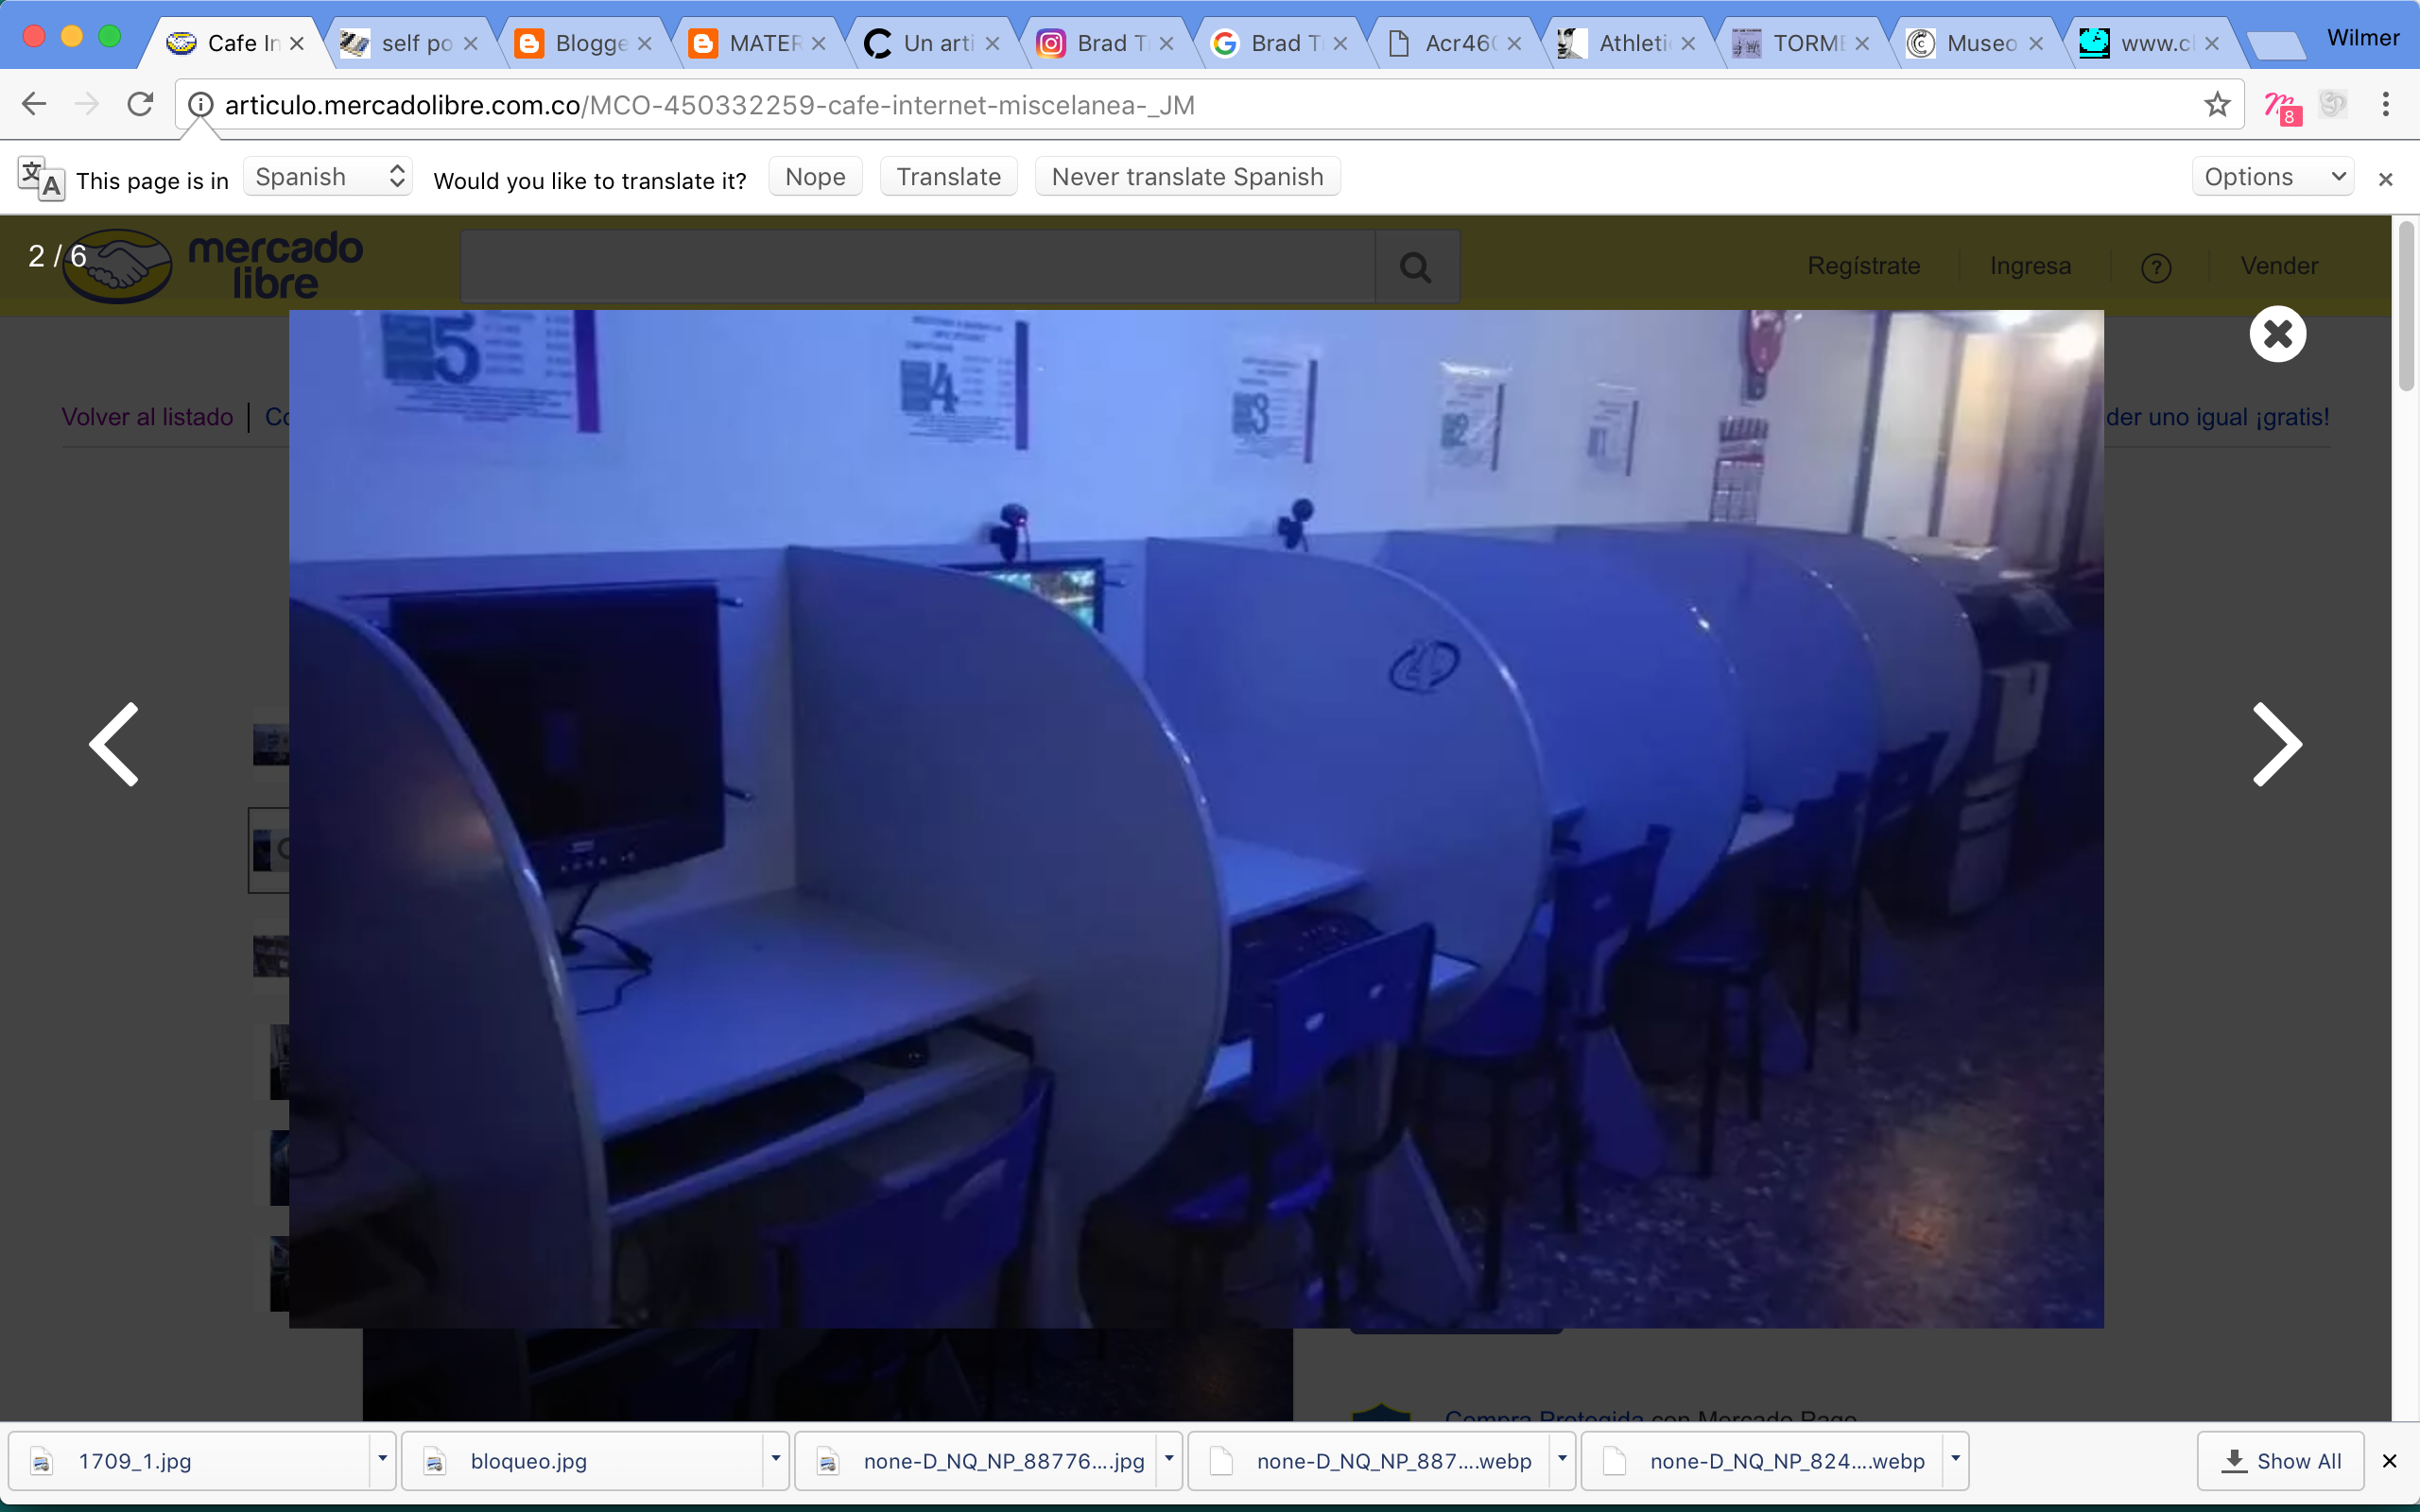 Cafe In
self po
Blogge
MATER
Un arti
Brad T
Brad T
Acr46
Athleti
TORME
Museo
www.c
Wilmer
articulo.mercadolibre.com.co/MCO-450332259-cafe-internet-miscelanea-_JM
8
This page is in
Spanish
Would you like to translate it?
Nope
Translate
Never translate Spanish
Options
2 / 6
mercado
libre
Regístrate
Ingresa
?
Vender
Volver al listado
Co
der uno igual ¡gratis!
5
4
3
2
1
Compra Protegida con Mercado Pago
1709_1.jpg
bloqueo.jpg
none-D_NQ_NP_88776....jpg
none-D_NQ_NP_887....webp
none-D_NQ_NP_824....webp
Show All